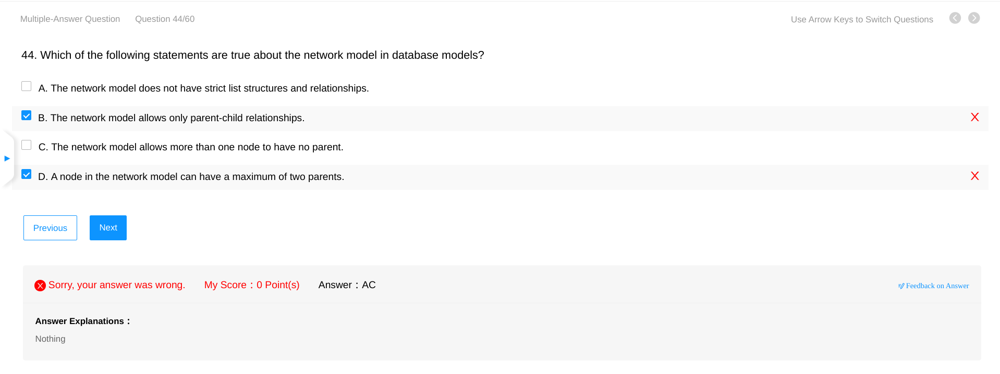 Multiple-Answer Question Question 44/60 Use Arrow Keys to Switch Questions
44. Which of the following statements are true about the network model in database models?
A. The network model does not have strict list structures and relationships.
B. The network model allows only parent-child relationships.
C. The network model allows more than one node to have no parent.
D. A node in the network model can have a maximum of two parents.
Previous Next
Sorry, your answer was wrong. My Score：0 Point(s) Answer：AC Feedback on Answer
Answer Explanations：
Nothing